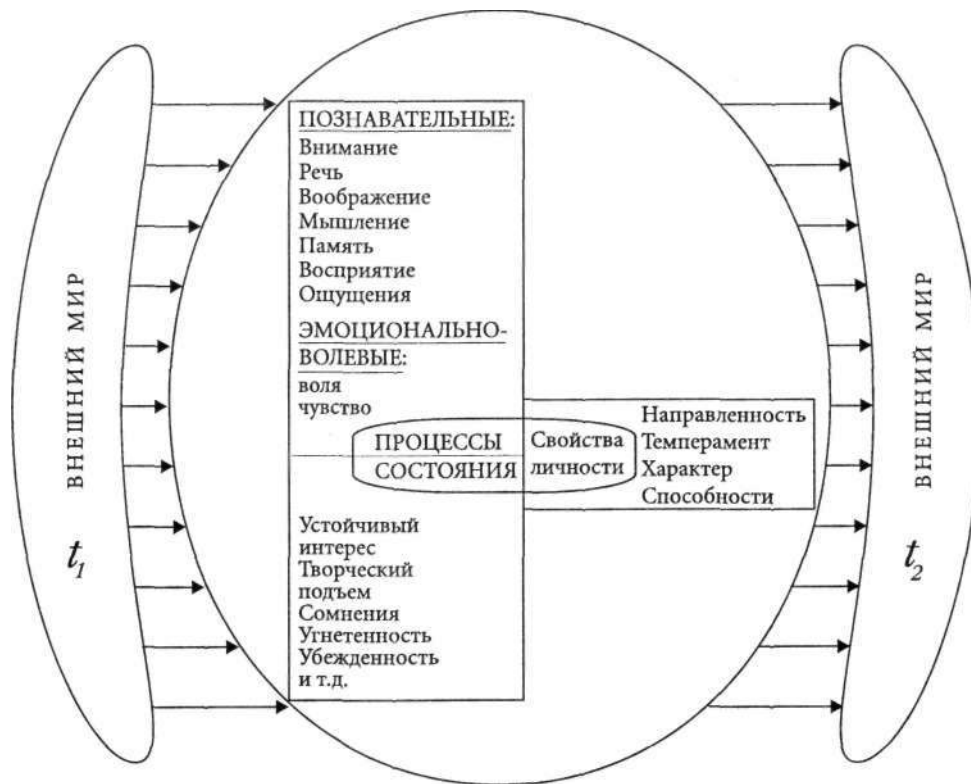 ВНЕШНИЙ МИР
t1
ПОЗНАВАТЕЛЬНЫЕ:
Внимание
Речь
Воображение
Мышление
Память
Восприятие
Ощущения
ЭМОЦИОНАЛЬНО-
ВОЛЕВЫЕ:
воля
чувство
ПРОЦЕССЫ
СОСТОЯНИЯ
Свойства
личности
Направленность
Темперамент
Характер
Способности
Устойчивый
интерес
Творческий
подъем
Сомнения
Угнетенность
Убежденность
и т.д.
ВНЕШНИЙ МИР
t2